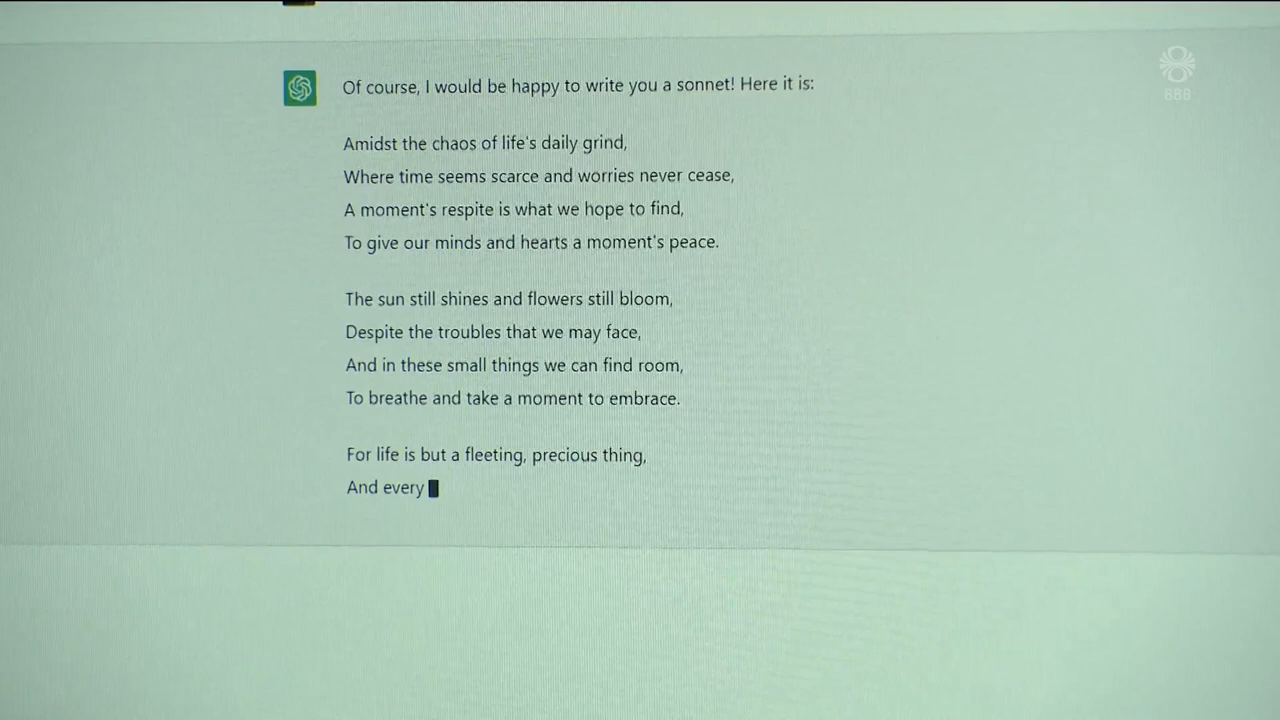 888
Of course, I would be happy to write you a sonnet! Here it is:
Amidst the chaos of life's daily grind,
Where time seems scarce and worries never cease,
A moment's respite is what we hope to find,
To give our minds and hearts a moment's peace.
The sun still shines and flowers still bloom,
Despite the troubles that we may face,
And in these small things we can find room,
To breathe and take a moment to embrace.
For life is but a fleeting, precious thing,
And every